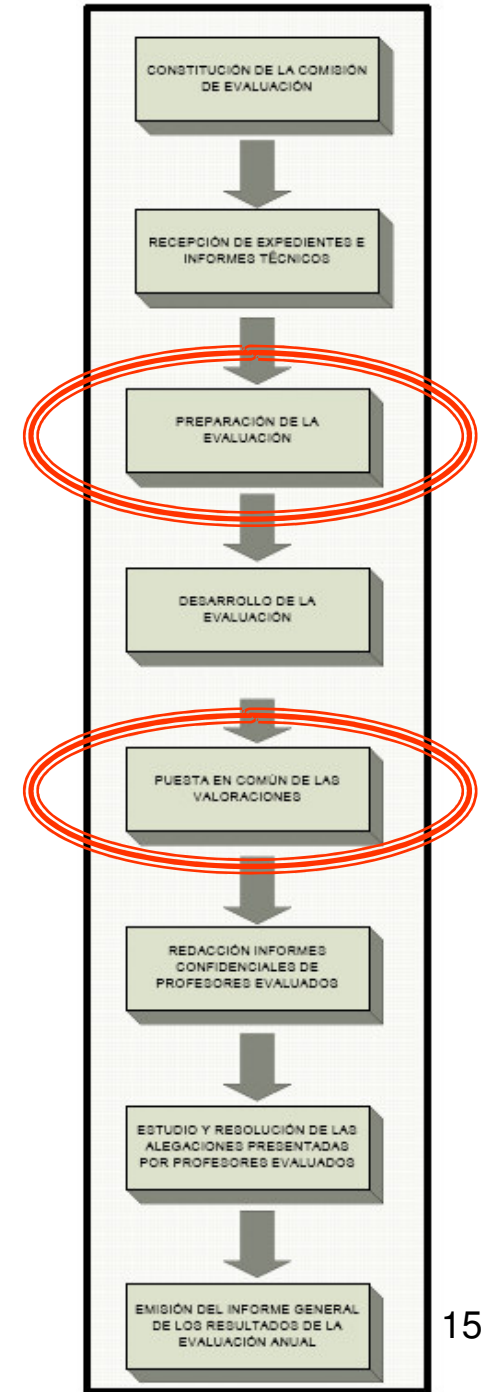 CONSTITUCIÓN DE LA COMISIÓN
DE EVALUACIÓN
RECEPCIÓN DE EXPEDIENTES E
INFORMES TÉCNICOS
PREPARACIÓN DE LA
EVALUACIÓN
DESARROLLO DE LA
EVALUACIÓN
PUESTA EN COMÚN DE LAS
VALORACIONES
REDACCIÓN INFORMES
CONFIDENCIALES DE
PROFESORES EVALUADOS
ESTUDIO Y RESOLUCIÓN DE LAS
ALEGACIONES PRESENTADAS
POR PROFESORES EVALUADOS
EMISIÓN DEL INFORME GENERAL
DE LOS RESULTADOS DE LA
EVALUACIÓN ANUAL
15